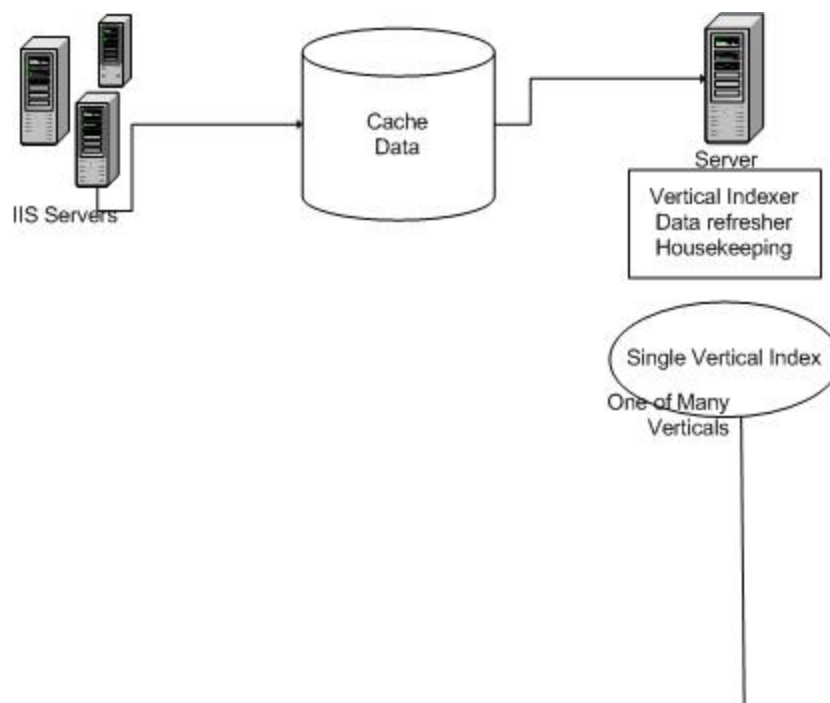 IIS Servers
Cache
Data
Server
Vertical Indexer
Data refresher
Housekeeping
Single Vertical Index
One of Many
Verticals